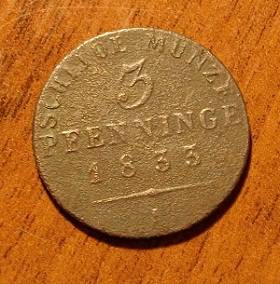 SCHEIDE MÜNZE
3
PFENNINGE
1833
A